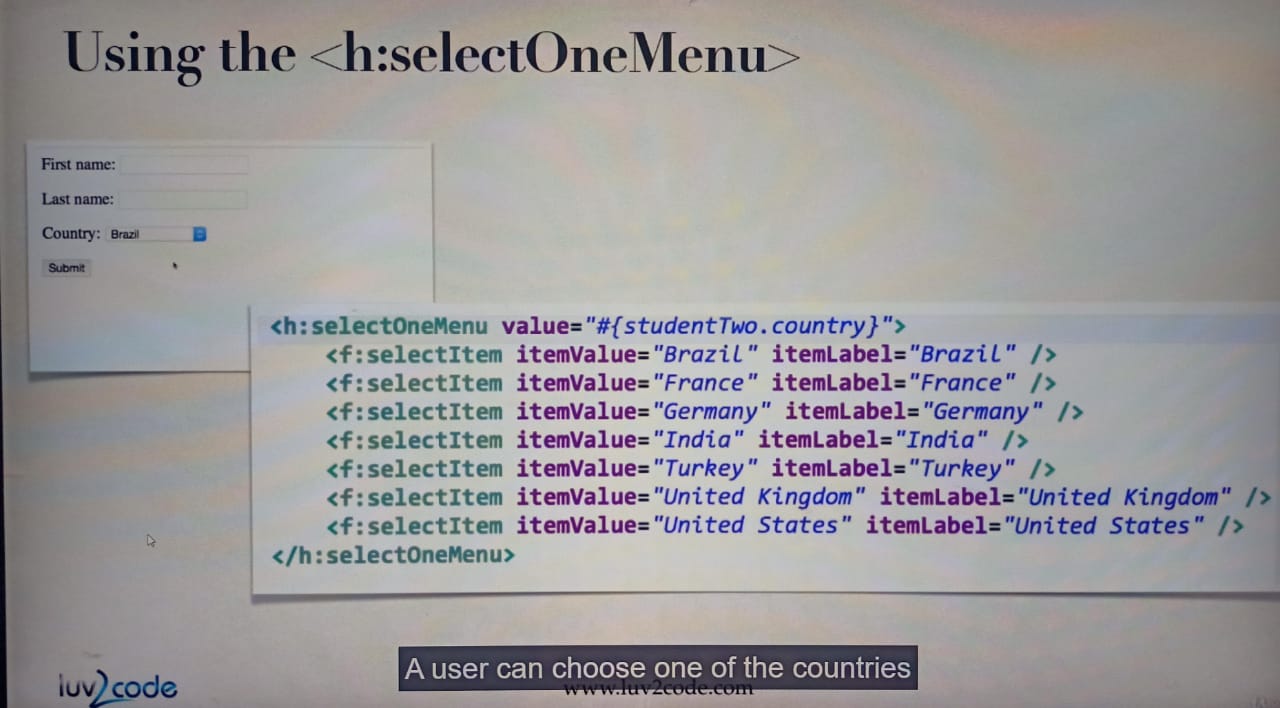 Using the <h:selectOneMenu>
First name:
Last name:
Country: Brazil
Submit
<h:selectOneMenu value="#{studentTwo.country}">
<f:selectItem itemValue="Brazil" itemLabel="Brazil" />
<f:selectItem itemValue="France" itemLabel="France" />
<f:selectItem itemValue="Germany" itemLabel="Germany" />
<f:selectItem itemValue="India" itemLabel="India" />
<f:selectItem itemValue="Turkey" itemLabel="Turkey" />
<f:selectItem itemValue="United Kingdom" itemLabel="United Kingdom" />
<f:selectItem itemValue="United States" itemLabel="United States" />
</h:selectOneMenu>
A user can choose one of the countries
luv2code
www.luv2code.com